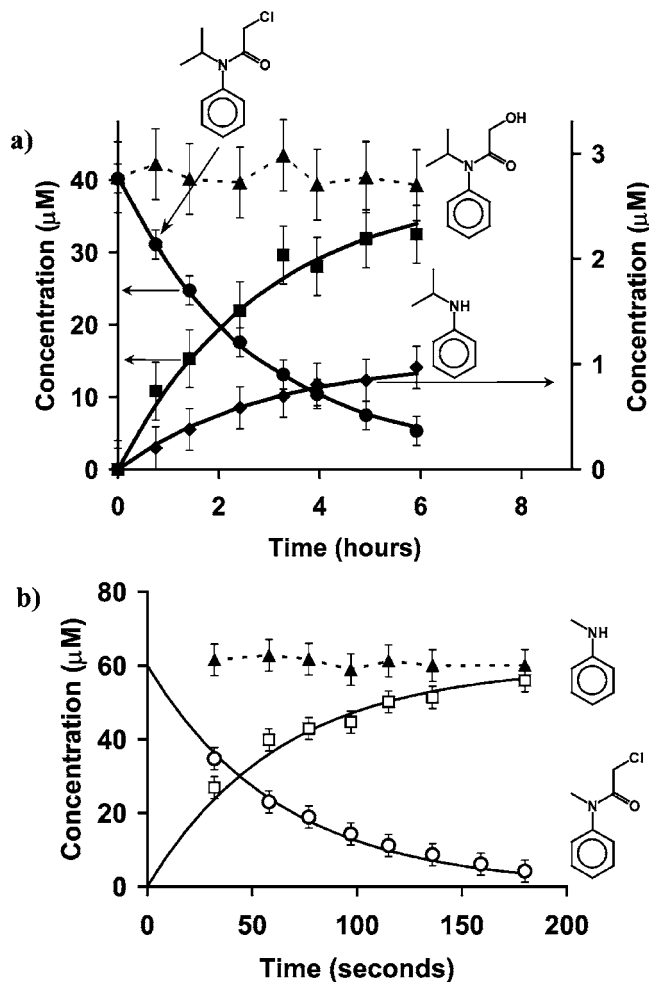 Cl
N
O
a)
OH
N
O
NH
Concentration (μM)
40
30
20
10
0
Concentration (μM)
3
2
1
0
0 2 4 6 8
Time (hours)
b)
Concentration (μM)
80
60
40
20
0
NH
Cl
N
O
0 50 100 150 200
Time (seconds)